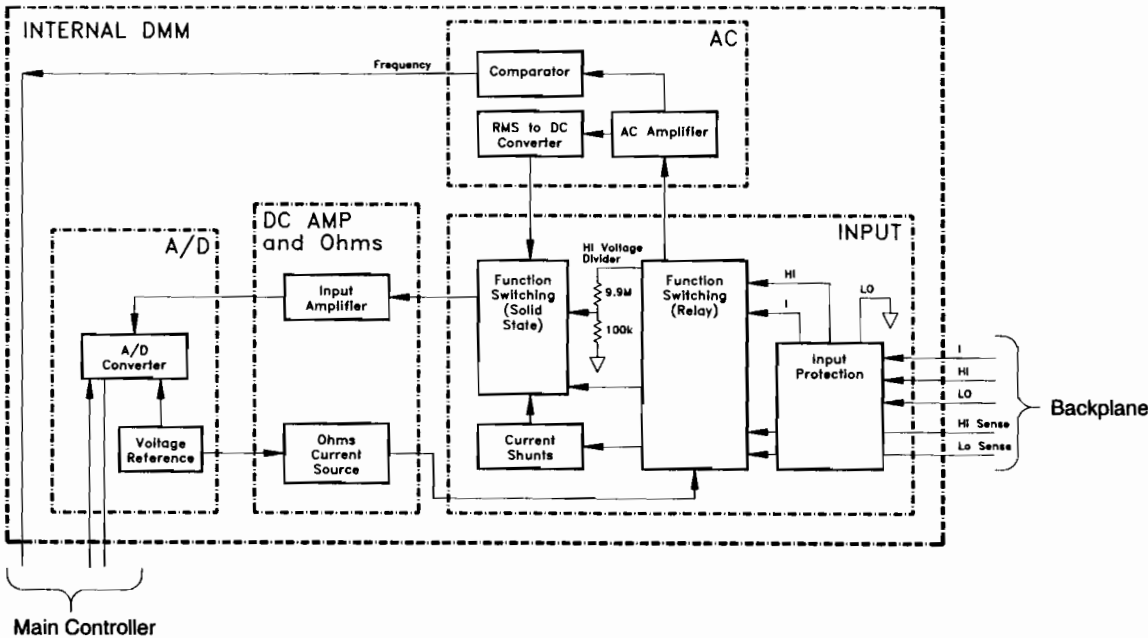 INTERNAL DMM
AC
Frequency
Comparator
RMS to DC
Converter
AC Amplifier
A/D
DC AMP
and Ohms
INPUT
HI Voltage
Divider
Input
Amplifier
Function
Switching
(Solid
State)
9.9M
100k
Function
Switching
(Relay)
HI
I
LO
A/D
Converter
Input
Protection
I
HI
LO
Hi Sense
Lo Sense
Backplane
Voltage
Reference
Ohms
Current
Source
Current
Shunts
Main Controller